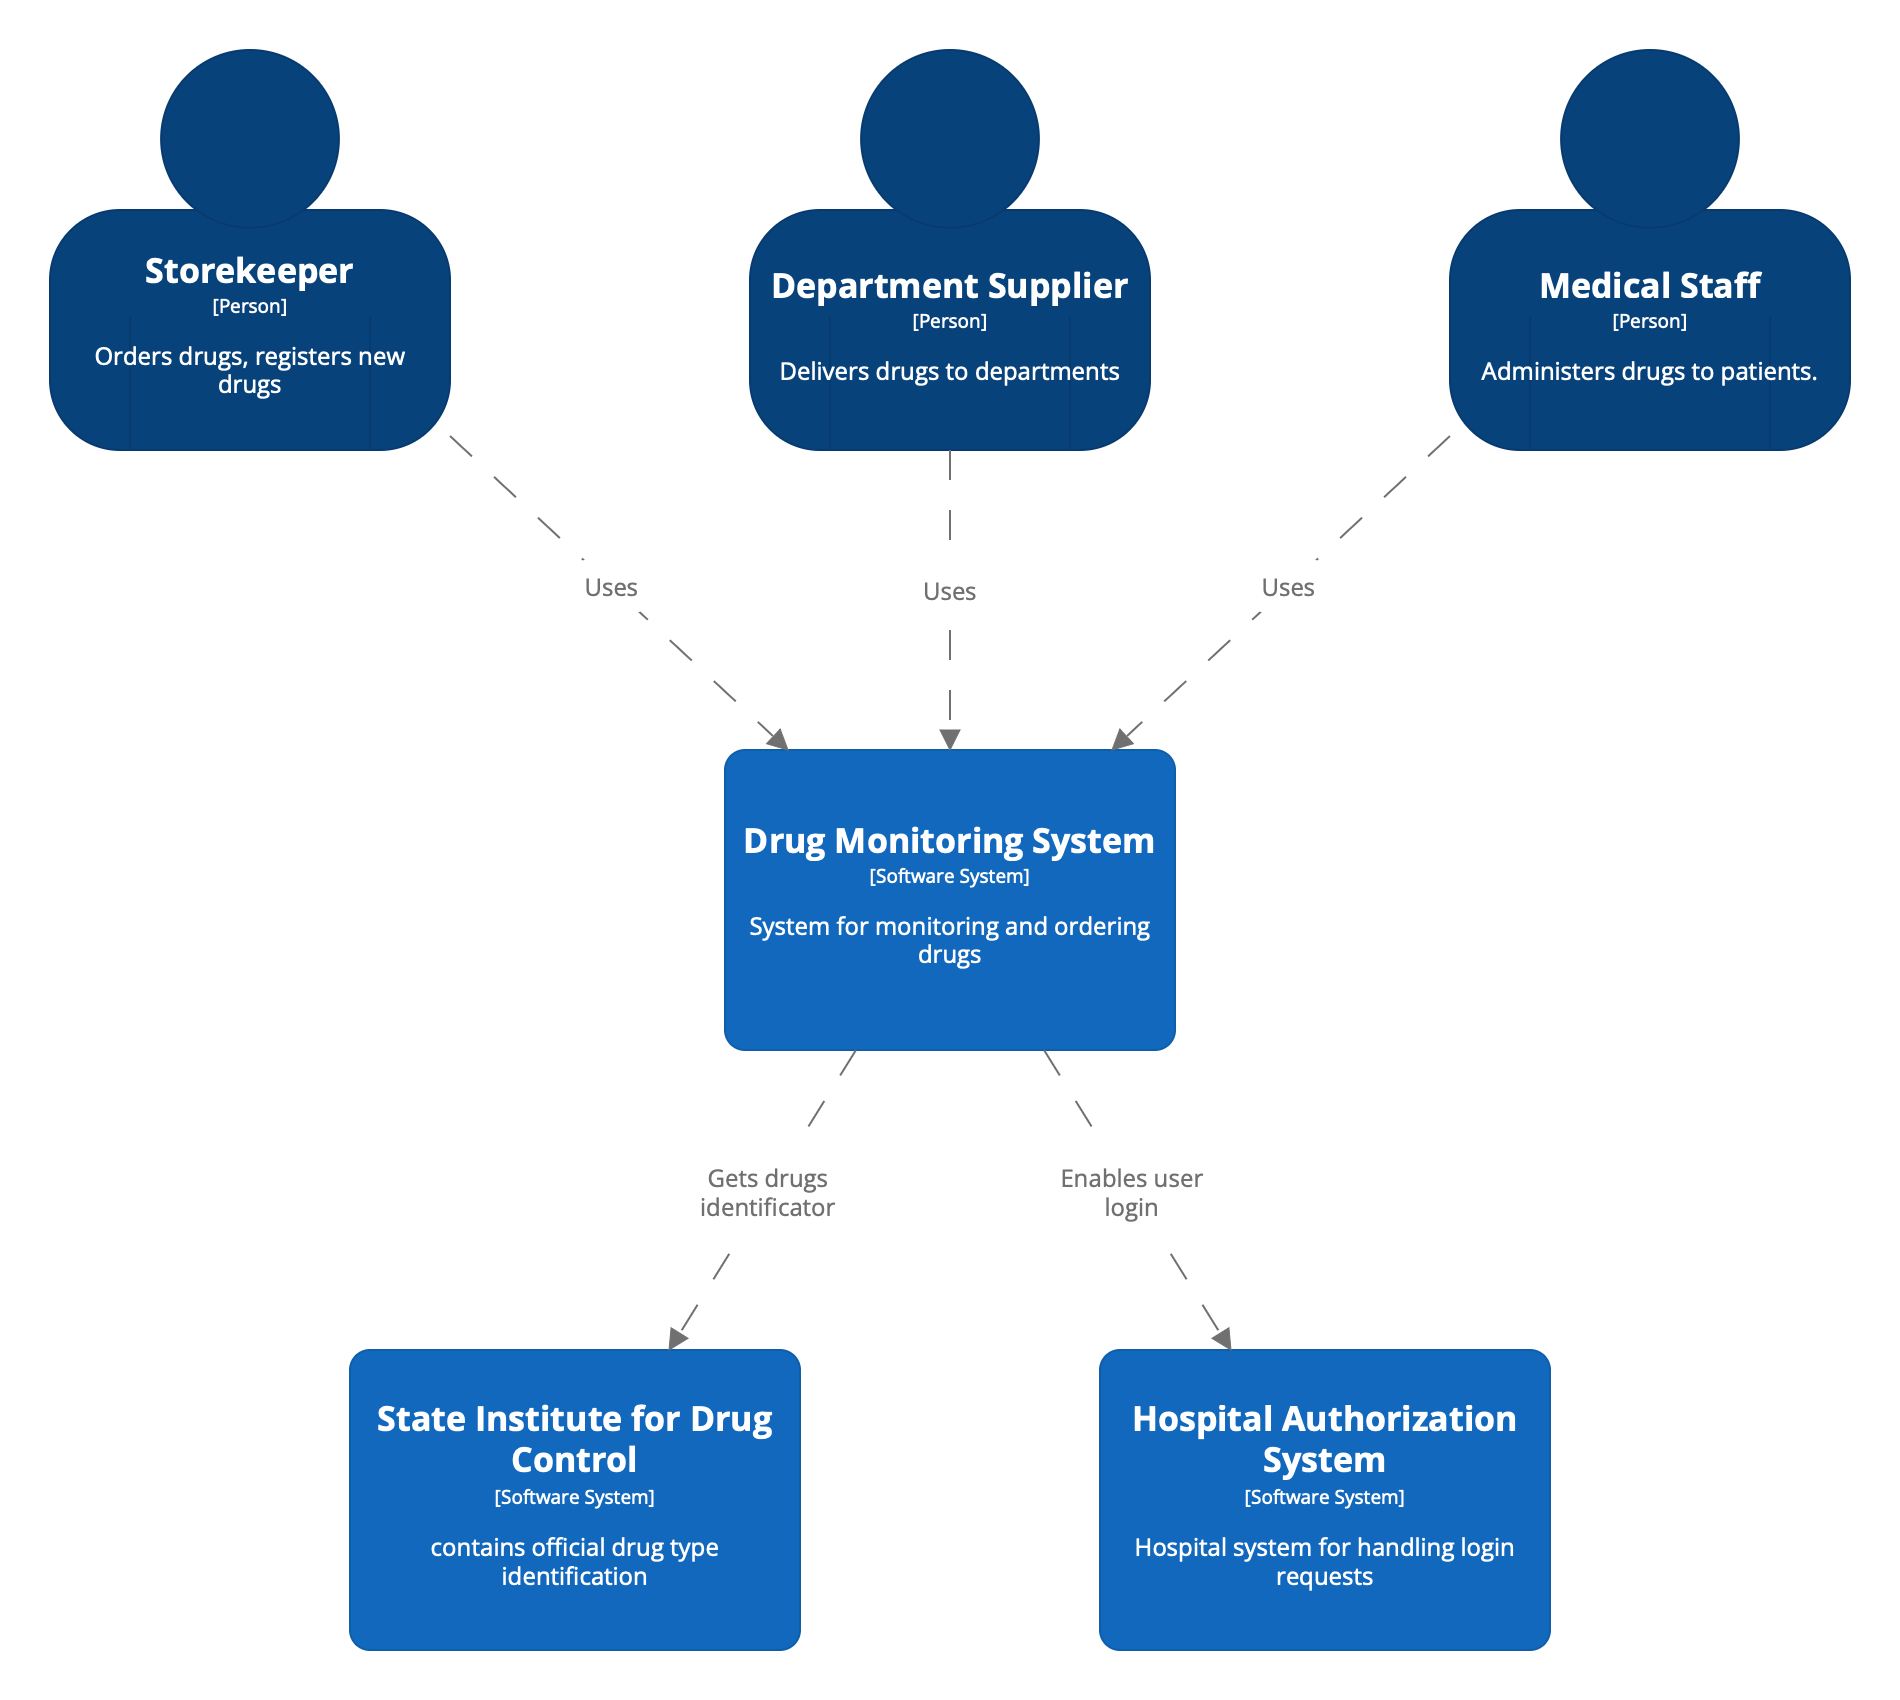 Storekeeper
[Person]
Orders drugs, registers new
drugs
Department Supplier
[Person]
Delivers drugs to departments
Medical Staff
[Person]
Administers drugs to patients.
Uses
Uses
Uses
Drug Monitoring System
[Software System]
System for monitoring and ordering
drugs
Gets drugs
identificator
Enables user
login
State Institute for Drug
Control
[Software System]
contains official drug type
identification
Hospital Authorization
System
[Software System]
Hospital system for handling login
requests